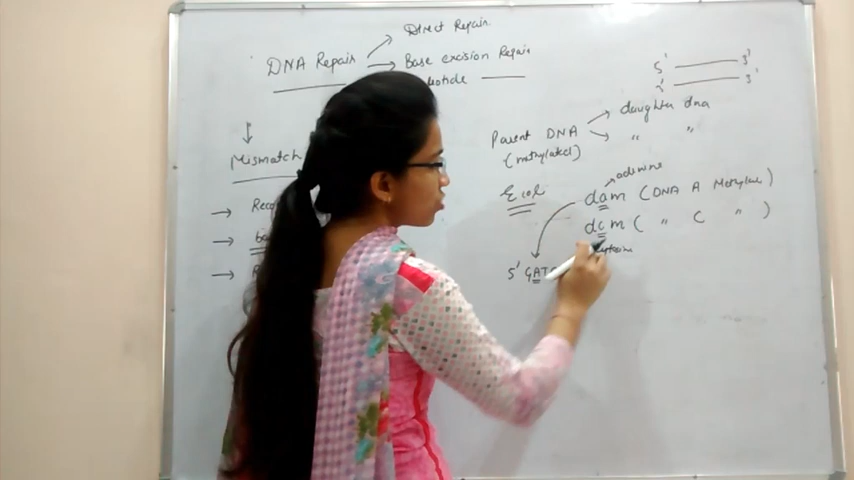 Direct Repair
DNA Repair
Base excision Repair
5' 3'
3'
daughter dna
Parent DNA
" "
(methylated)
Mismatch
adenine
E.coli
dam (DNA A Methylase)
dcm ( " C " )
cytosine
5' GAT